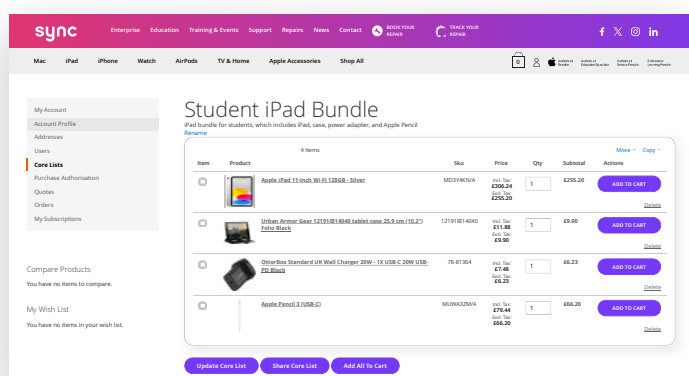 sync
Enterprise Education Training & Events Support Repairs News Contact BOOK YOUR REPAIR TRACK YOUR REPAIR
Mac iPad iPhone Watch AirPods TV & Home Apple Accessories Shop All 0
My Account
Account Profile
Addresses
Users
Core Lists
Purchase Authorisation
Quotes
Orders
My Subscriptions
Compare Products
You have no items to compare.
My Wish List
You have no items in your wish list.
Student iPad Bundle
iPad bundle for students, which includes iPad, case, power adapter, and Apple Pencil
Rename
4 Items Move Copy
Item Product Sku Price Qty Subtotal Actions
Apple iPad 11-inch Wi-Fi 128GB - Silver MD3Y4KN/A Incl. Tax: £306.24 Excl. Tax: £255.20 1 £255.20 ADD TO CART
Delete
Urban Armor Gear 12191I814040 tablet case 25.9 cm (10.2") Folio Black 12191I814040 Incl. Tax: £11.88 Excl. Tax: £9.90 1 £9.90 ADD TO CART
Delete
OtterBox Standard UK Wall Charger 20W - 1X USB-C 20W USB-PD Black 78-81364 Incl. Tax: £7.48 Excl. Tax: £6.23 1 £6.23 ADD TO CART
Delete
Apple Pencil 3 (USB-C) MUWA3ZM/A Incl. Tax: £79.44 Excl. Tax: £66.20 1 £66.20 ADD TO CART
Delete
Update Core List Share Core List Add All To Cart